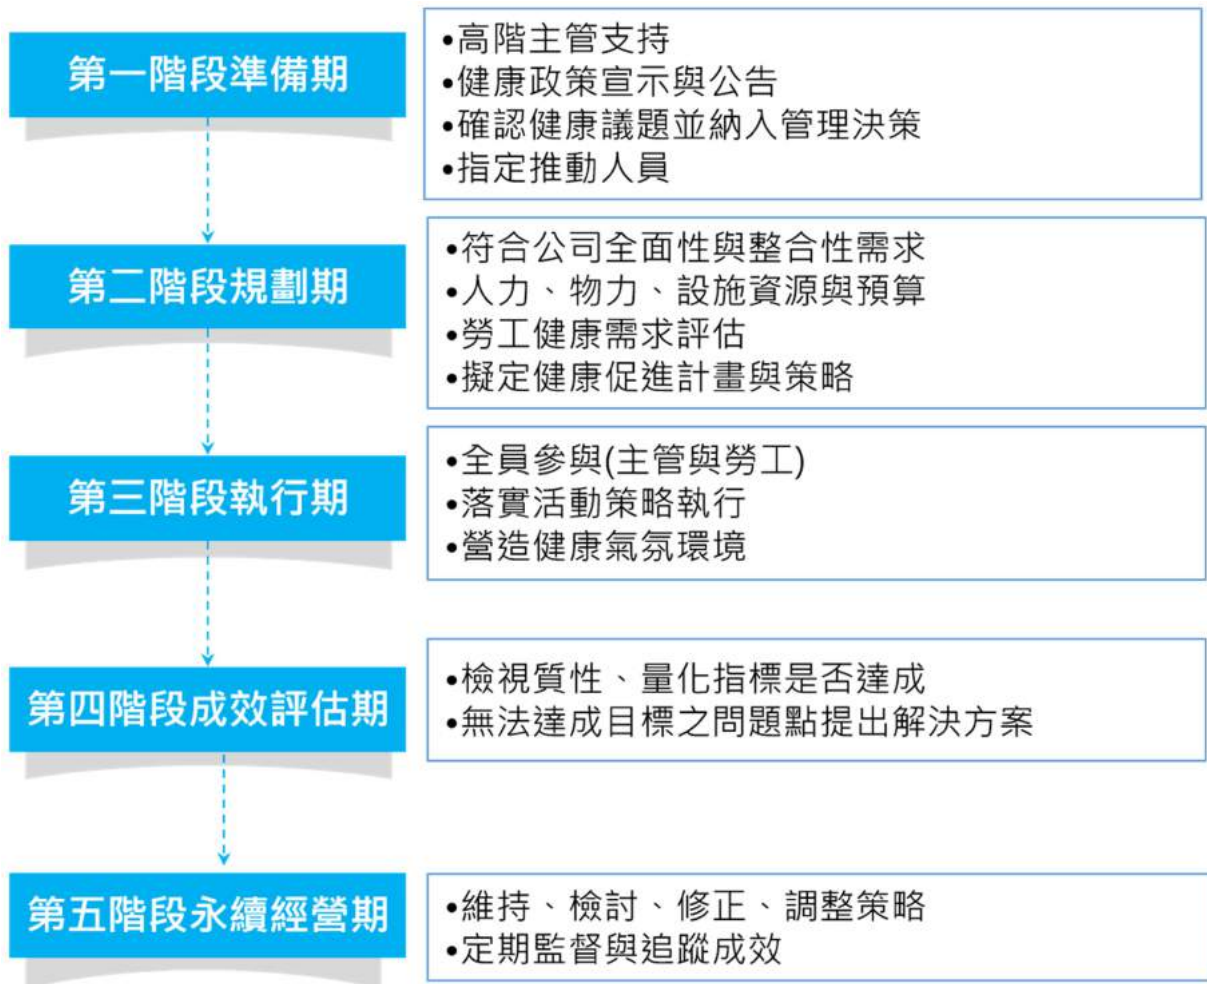 第一階段準備期
•高階主管支持
•健康政策宣示與公告
•確認健康議題並納入管理決策
•指定推動人員
第二階段規劃期
•符合公司全面性與整合性需求
•人力、物力、設施資源與預算
•勞工健康需求評估
•擬定健康促進計畫與策略
第三階段執行期
•全員參與(主管與勞工)
•落實活動策略執行
•營造健康氣氛環境
第四階段成效評估期
•檢視質性、量化指標是否達成
•無法達成目標之問題點提出解決方案
第五階段永續經營期
•維持、檢討、修正、調整策略
•定期監督與追蹤成效